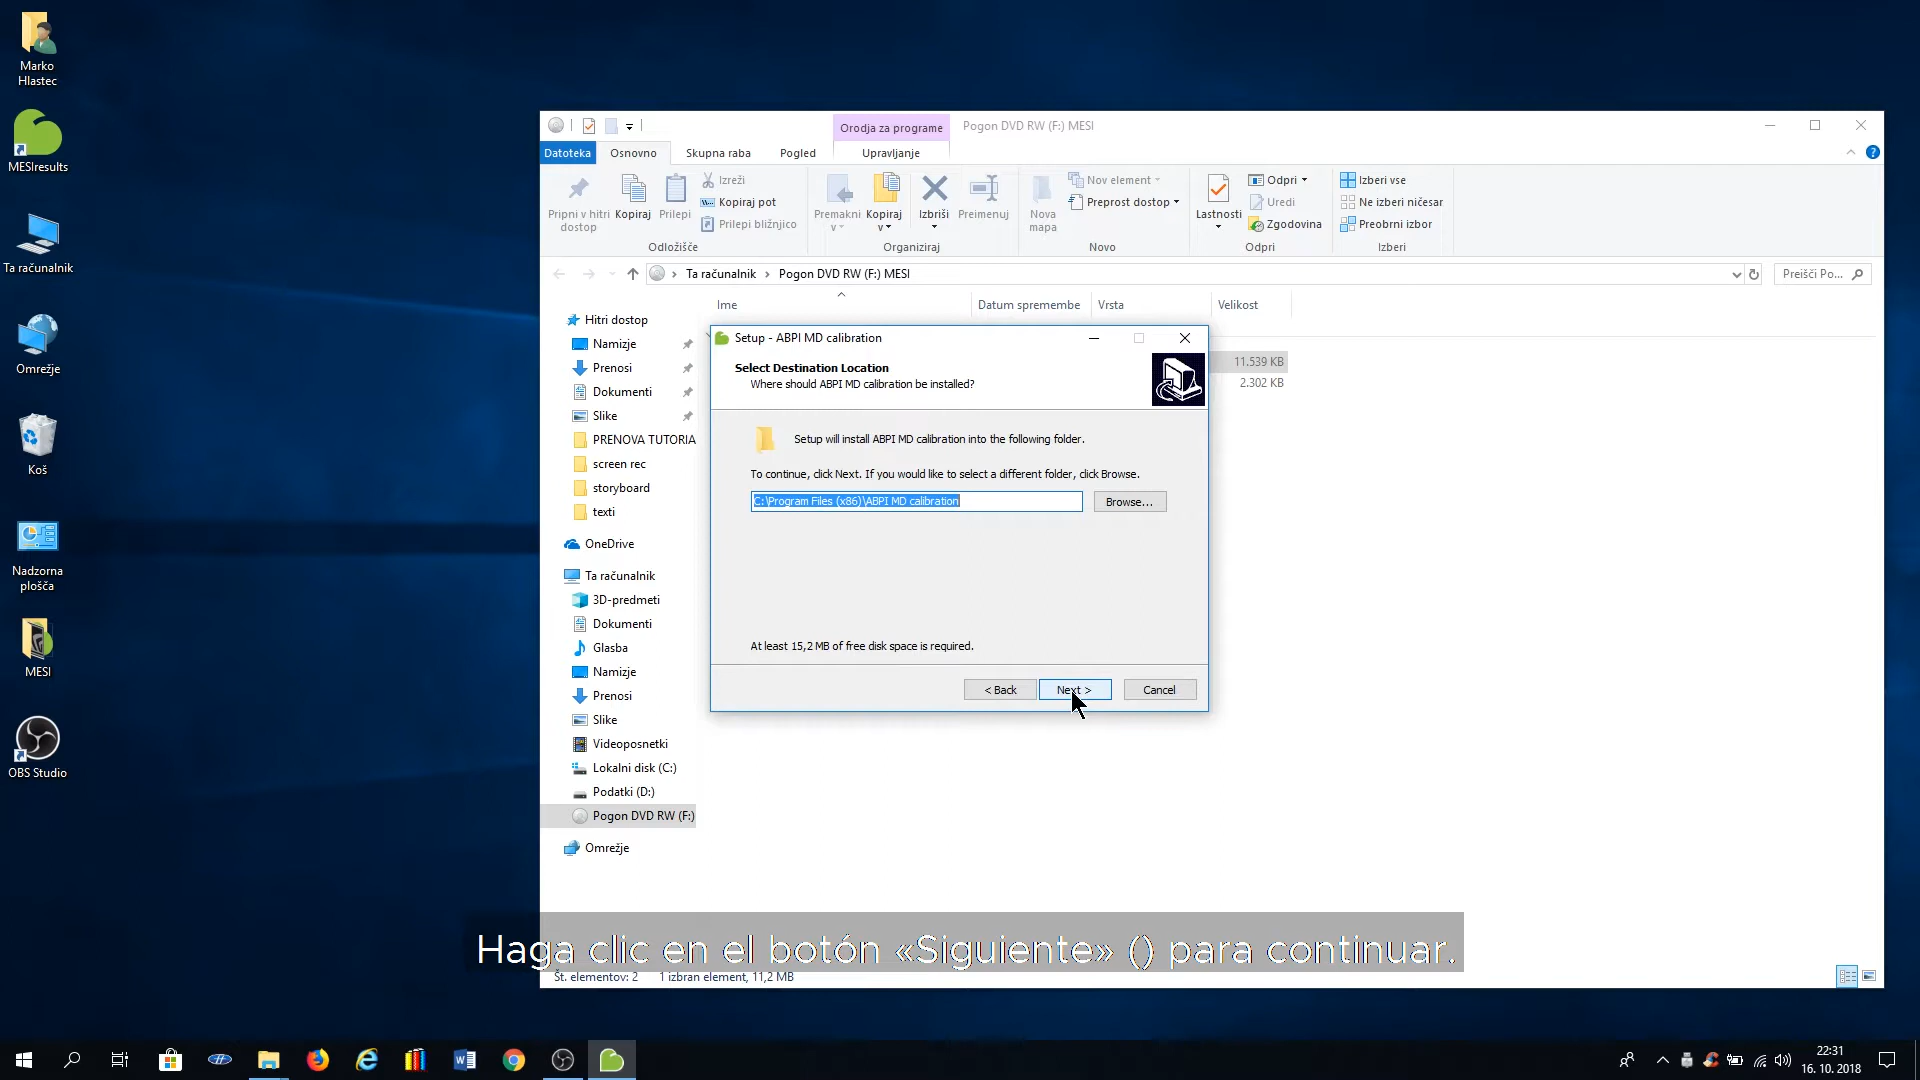 Marko
Hlastec
MESIresults
Ta računalnik
Omrežje
Koš
Nadzorna
plošča
MESI
OBS Studio
Orodja za programe
Pogon DVD RW (F:) MESI
Datoteka
Osnovno
Skupna raba
Pogled
Upravljanje
Pripni v hitri
dostop
Kopiraj
Prilepi
Izreži
Kopiraj pot
Prilepi bližnjico
Odložišče
Premakni
v
Kopiraj
v
Izbriši
Preimenuj
Organiziraj
Nova
mapa
Nov element
Preprost dostop
Novo
Lastnosti
Odpri
Uredi
Zgodovina
Odpri
Izberi vse
Ne izberi ničesar
Preobrni izbor
Izberi
Ta računalnik > Pogon DVD RW (F:) MESI
Preišči Po...
Ime
Datum spremembe
Vrsta
Velikost
Hitri dostop
Namizje
Prenosi
Dokumenti
Slike
PRENOVA TUTORIA
screen rec
storyboard
texti
OneDrive
Ta računalnik
3D-predmeti
Dokumenti
Glasba
Namizje
Prenosi
Slike
Videoposnetki
Lokalni disk (C:)
Podatki (D:)
Pogon DVD RW (F:)
Omrežje
11.539 KB
2.302 KB
Setup - ABPI MD calibration
Select Destination Location
Where should ABPI MD calibration be installed?
Setup will install ABPI MD calibration into the following folder.
To continue, click Next. If you would like to select a different folder, click Browse.
C:\Program Files (x86)\ABPI MD calibration
Browse...
At least 15,2 MB of free disk space is required.
< Back
Next >
Cancel
Haga clic en el botón «Siguiente» () para continuar.
Št. elementov: 2
1 izbran element, 11,2 MB
22:31
16. 10. 2018